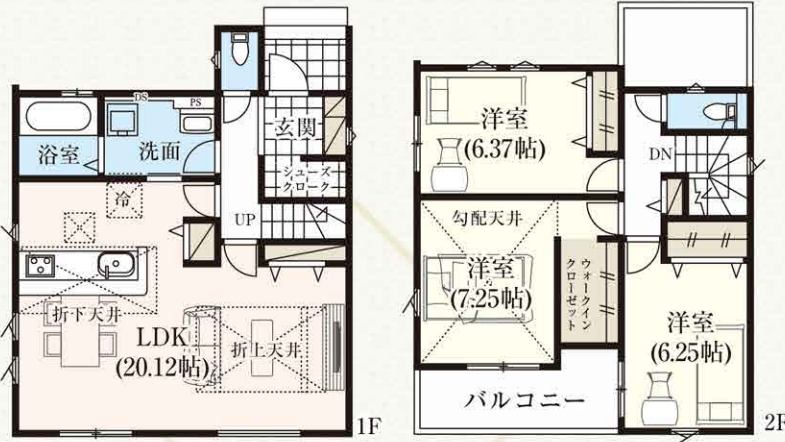 DS
PS
浴室
洗面
玄関
シューズ
クローク
冷
UP
折下天井
LDK
(20.12帖)
折上天井
1F
洋室
(6.37帖)
DN
勾配天井
洋室
(7.25帖)
ウォークイン
クローゼット
洋室
(6.25帖)
バルコニー
2F